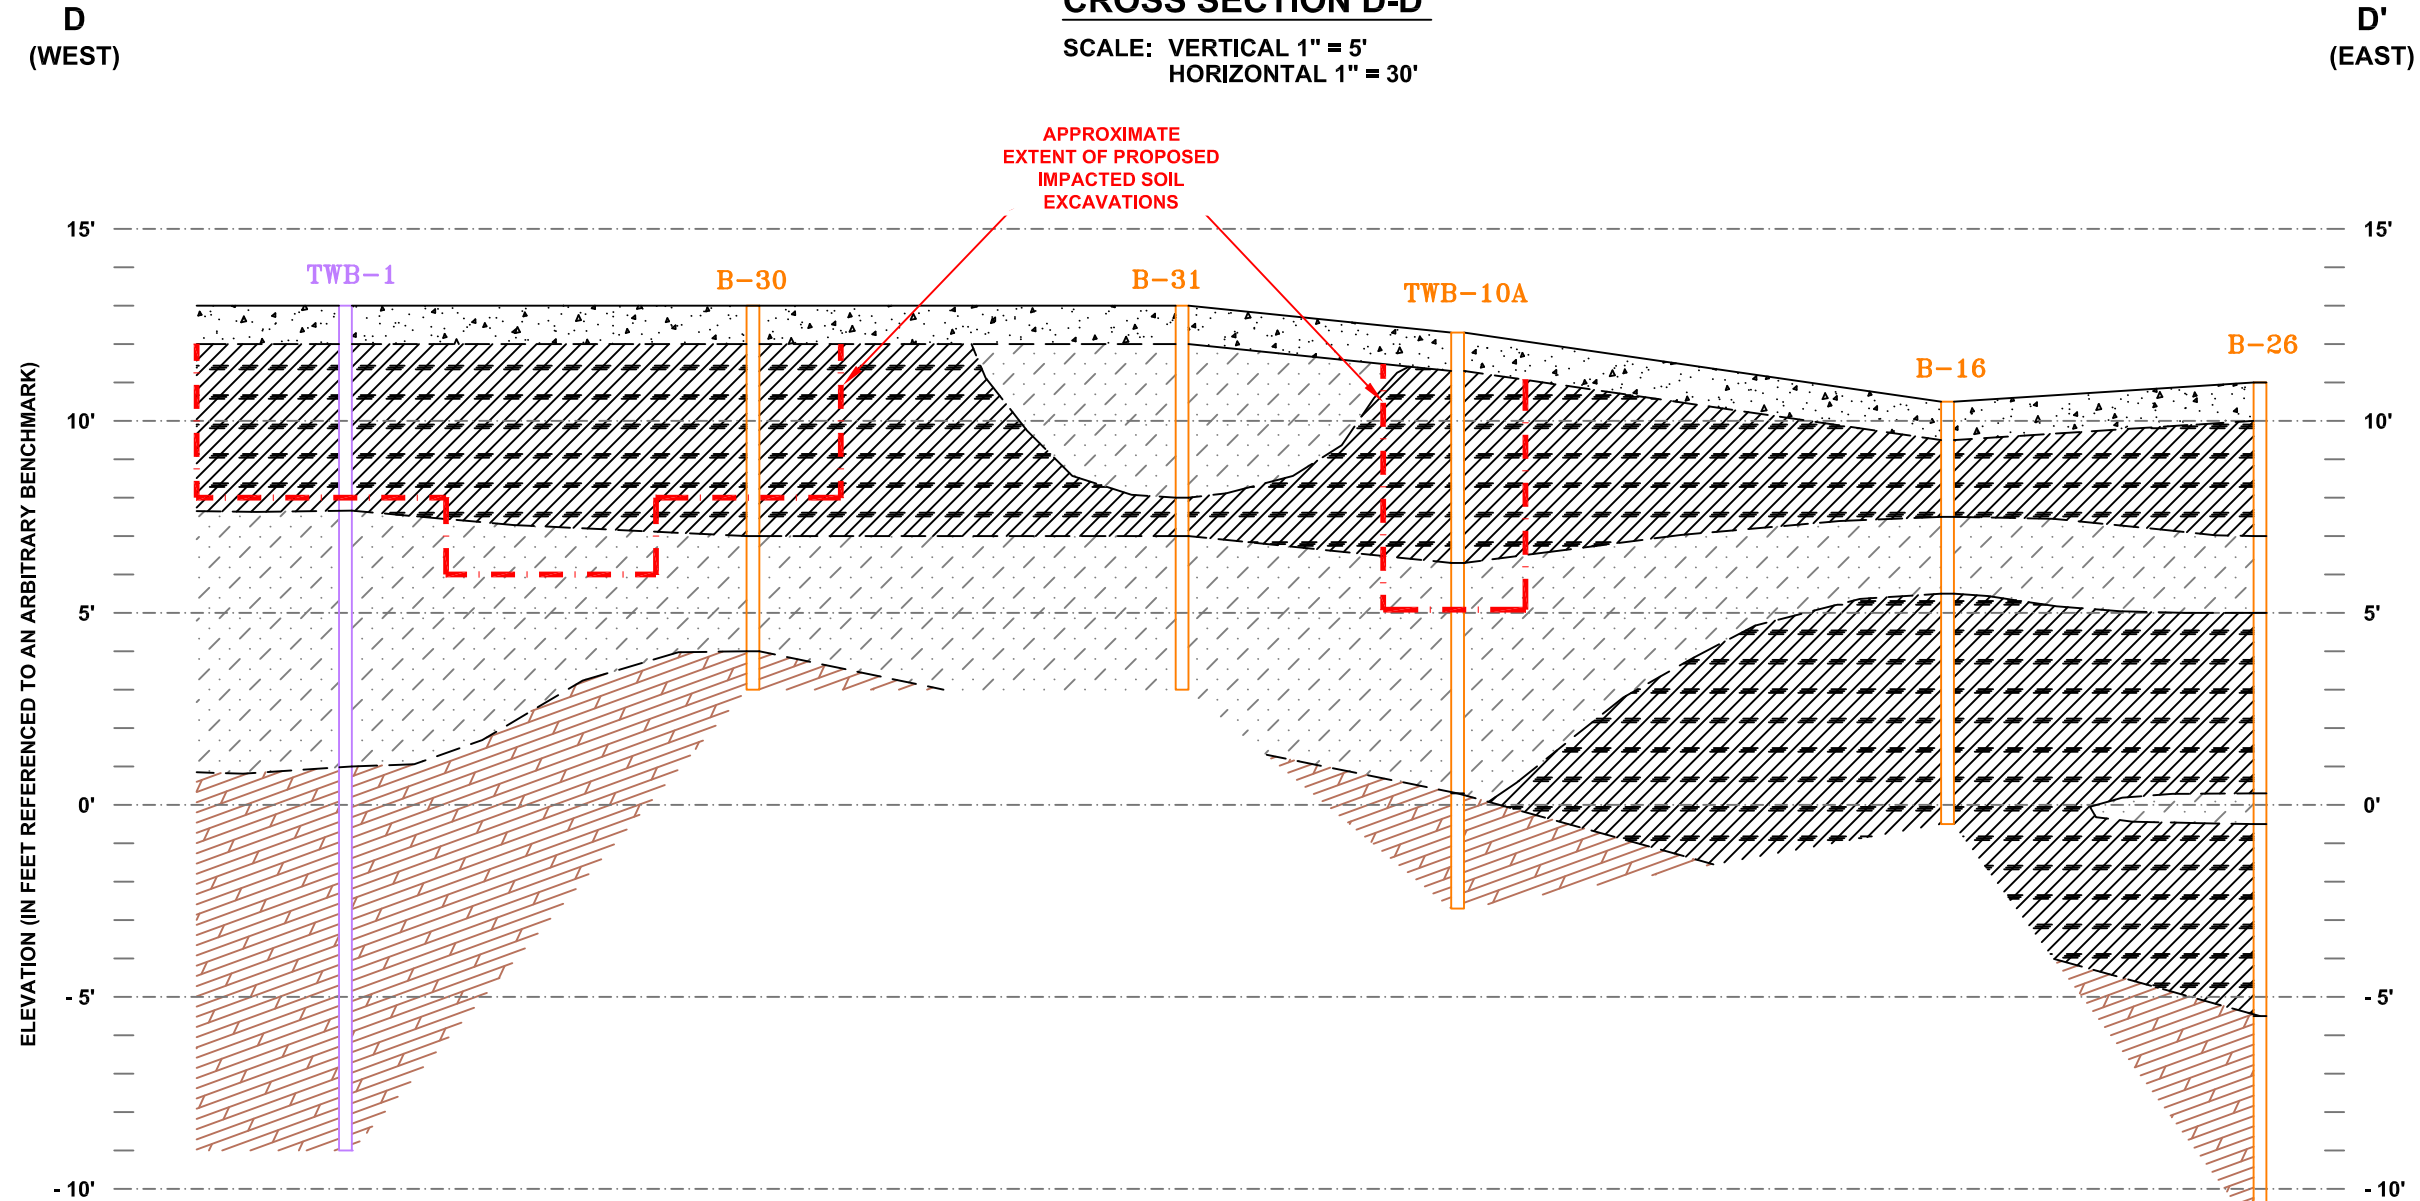 CROSS SECTION D-D'
D
(WEST)
D'
(EAST)
SCALE: VERTICAL 1" = 5'
HORIZONTAL 1" = 30'
APPROXIMATE
EXTENT OF PROPOSED
IMPACTED SOIL
EXCAVATIONS
TWB-1
B-30
B-31
TWB-10A
B-16
B-26
ELEVATION (IN FEET REFERENCED TO AN ARBITRARY BENCHMARK)
15'
10'
5'
0'
- 5'
- 10'
15'
10'
5'
0'
- 5'
- 10'